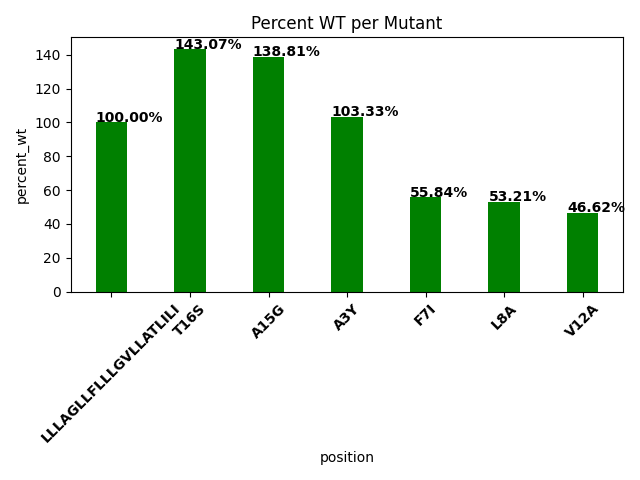 Percent WT per Mutant
percent_wt
140
120
100
80
60
40
20
0
100.00%
143.07%
138.81%
103.33%
55.84%
53.21%
46.62%
LLLAGLLFLLLGVLLATLILI
T16S
A15G
A3Y
F7I
L8A
V12A
position